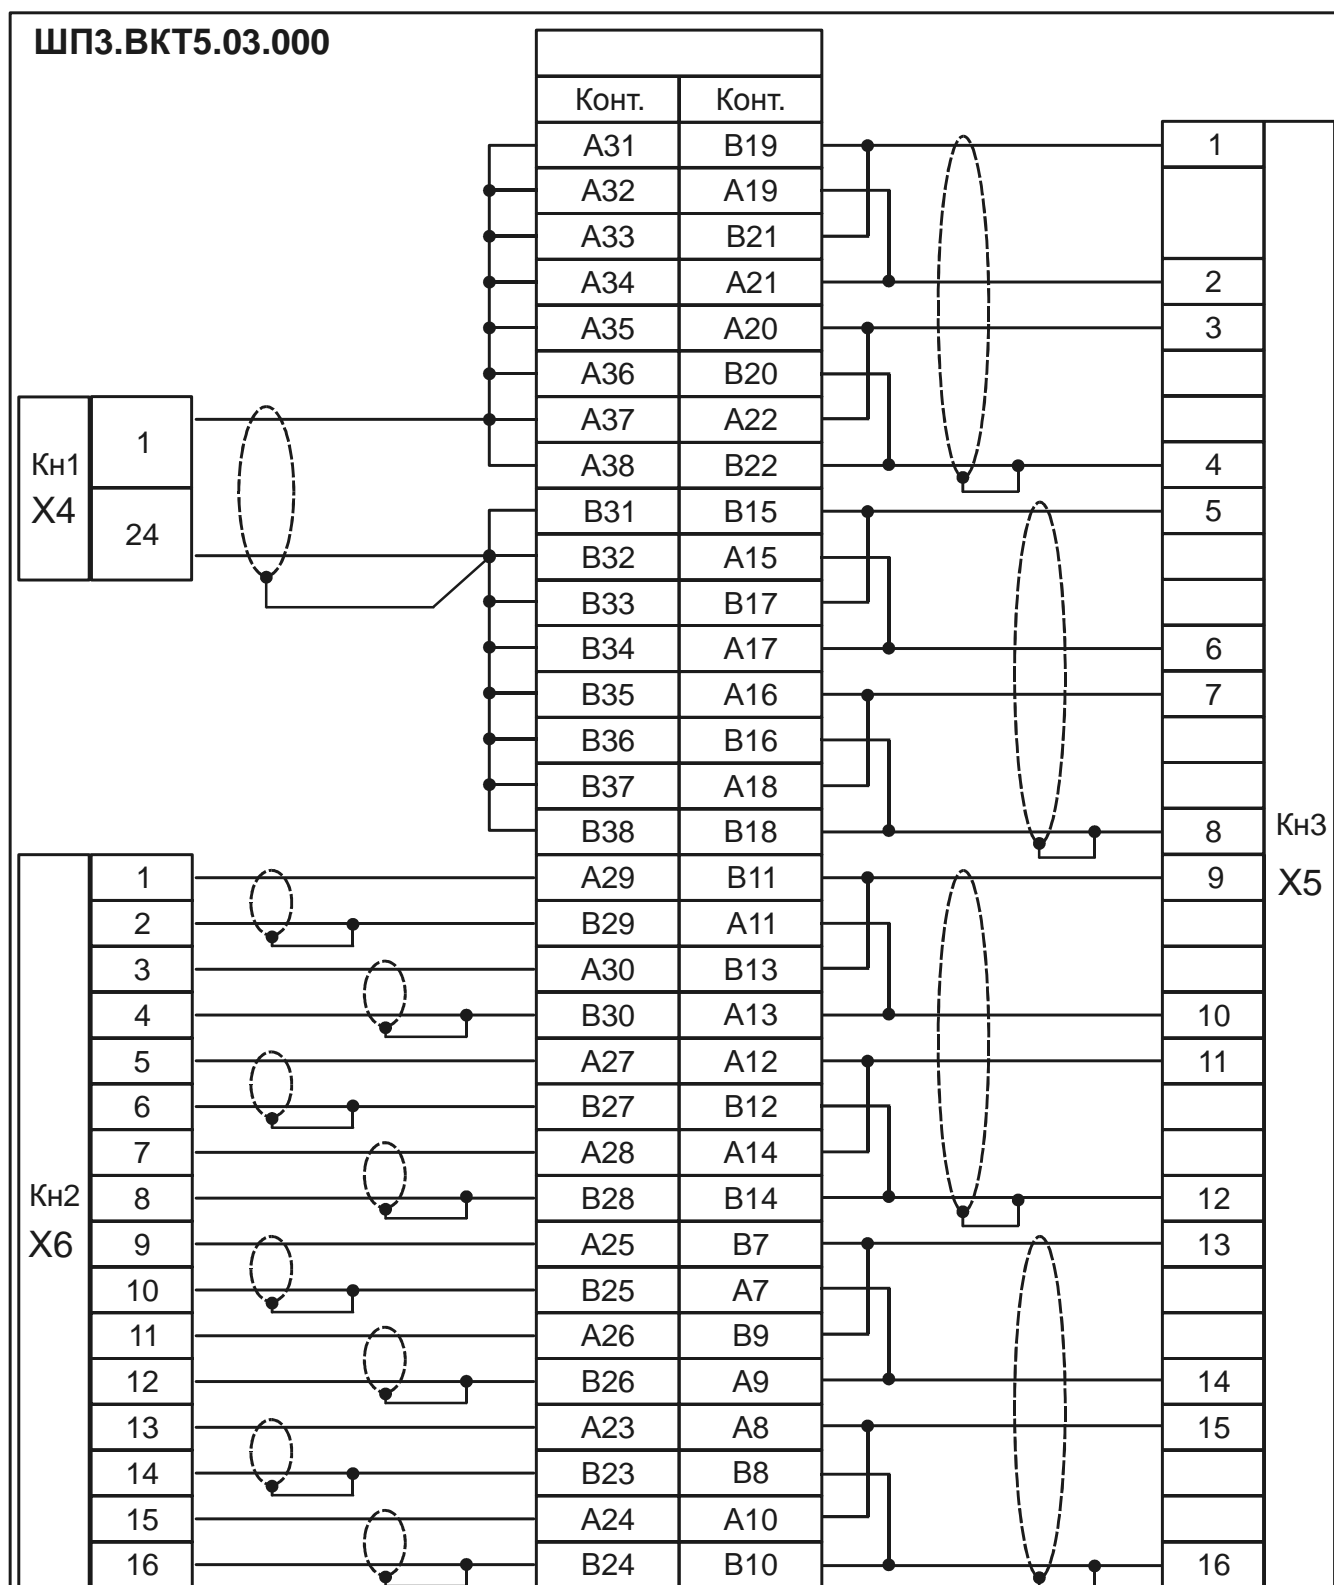 ШП3.ВКТ5.03.000
Конт. Конт.
A31 B19 1
A32 A19
A33 B21
A34 A21 2
A35 A20 3
A36 B20
A37 A22
1
A38 B22 4
Кн1
X4
B31 B15 5
24
B32 A15
B33 B17
B34 A17 6
B35 A16 7
B36 B16
B37 A18
B38 B18 8
Кн3
X5
1 A29 B11 9
2 B29 A11
3 A30 B13
4 B30 A13 10
5 A27 A12 11
6 B27 B12
7 A28 A14
8 B28 B14 12
Кн2
X6
9 A25 B7 13
10 B25 A7
11 A26 B9
12 B26 A9 14
13 A23 A8 15
14 B23 B8
15 A24 A10
16 B24 B10 16